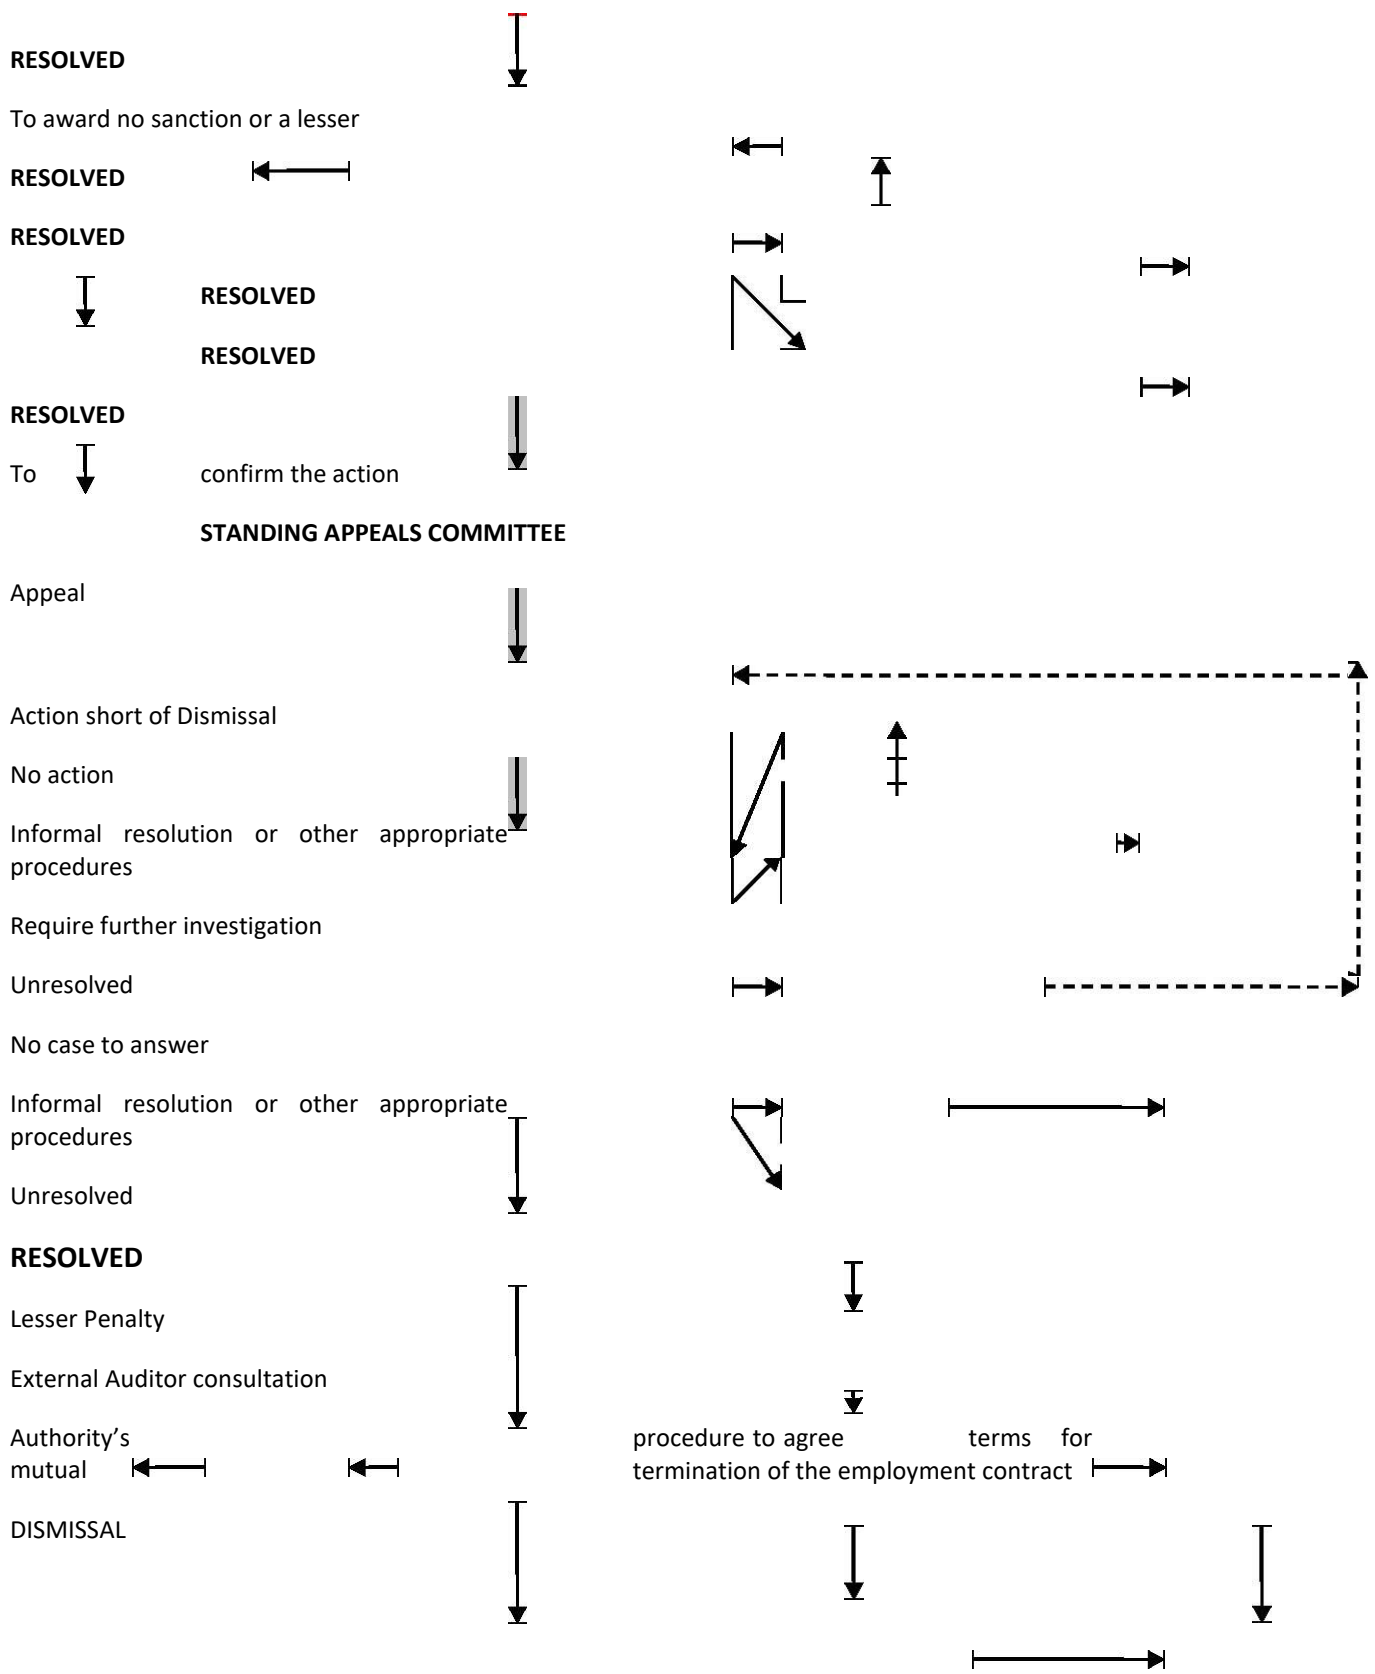 RESOLVED
To award no sanction or a lesser
RESOLVED
RESOLVED
RESOLVED
RESOLVED
RESOLVED
To confirm the action
STANDING APPEALS COMMITTEE
Appeal
Action short of Dismissal
No action
Informal resolution or other appropriate
procedures
Require further investigation
Unresolved
No case to answer
Informal resolution or other appropriate
procedures
Unresolved
RESOLVED
Lesser Penalty
External Auditor consultation
Authority’s procedure to agree terms for
mutual termination of the employment contract
DISMISSAL